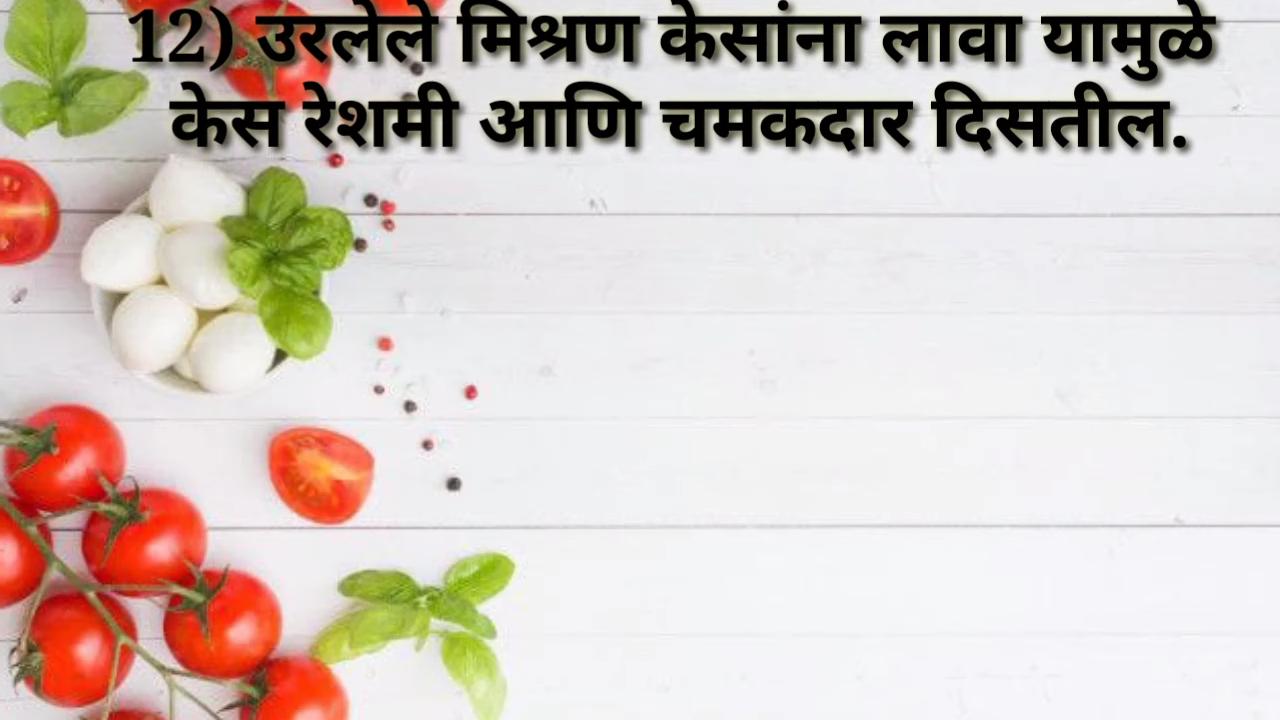 12) उरलेले मिश्रण केसांना लावा यामुळे
केस रेशमी आणि चमकदार दिसतील.